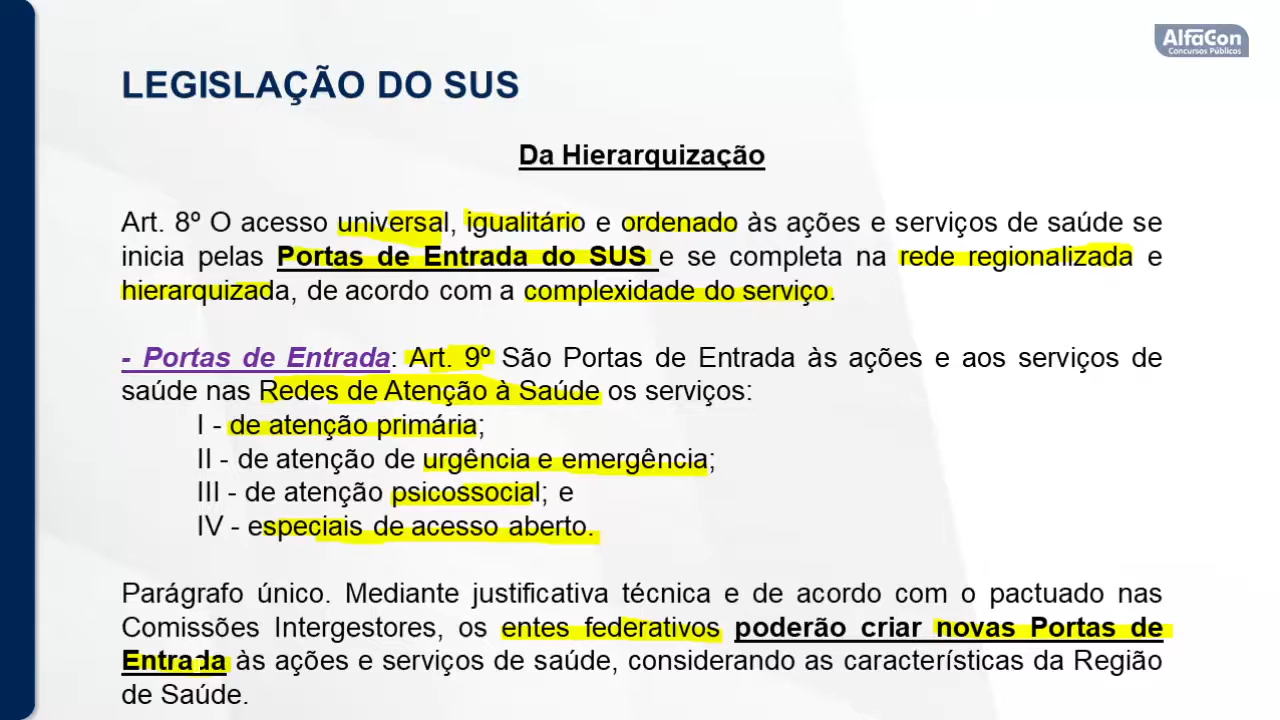 AlfaCon
Concursos Públicos
LEGISLAÇÃO DO SUS
Da Hierarquização
Art. 8º O acesso universal, igualitário e ordenado às ações e serviços de saúde se
inicia pelas Portas de Entrada do SUS e se completa na rede regionalizada e
hierarquizada, de acordo com a complexidade do serviço.
- Portas de Entrada: Art. 9º São Portas de Entrada às ações e aos serviços de
saúde nas Redes de Atenção à Saúde os serviços:
I - de atenção primária;
II - de atenção de urgência e emergência;
III - de atenção psicossocial; e
IV - especiais de acesso aberto.
Parágrafo único. Mediante justificativa técnica e de acordo com o pactuado nas
Comissões Intergestores, os entes federativos poderão criar novas Portas de
Entrada às ações e serviços de saúde, considerando as características da Região
de Saúde.